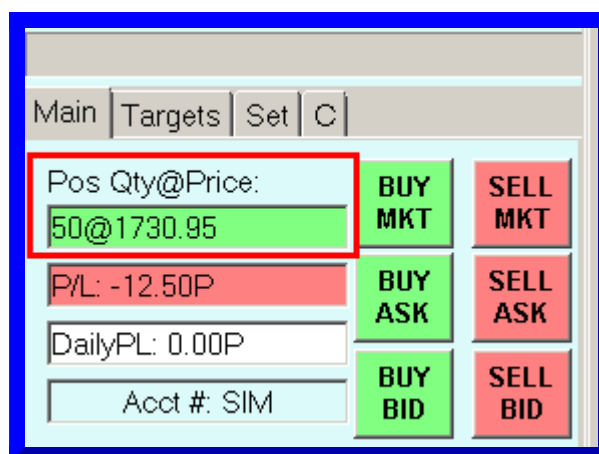 Main Targets Set C
Pos Qty@Price:
50@1730.95
P/L: -12.50P
DailyPL: 0.00P
Acct #: SIM
BUY
MKT
SELL
MKT
BUY
ASK
SELL
ASK
BUY
BID
SELL
BID